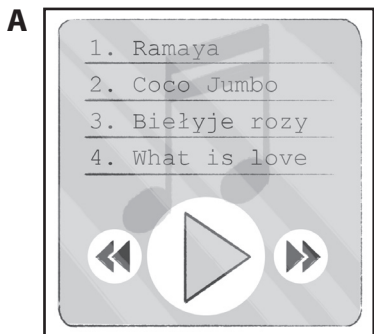 A
1. Ramaya
2. Coco Jumbo
3. Biełyje rozy
4. What is love